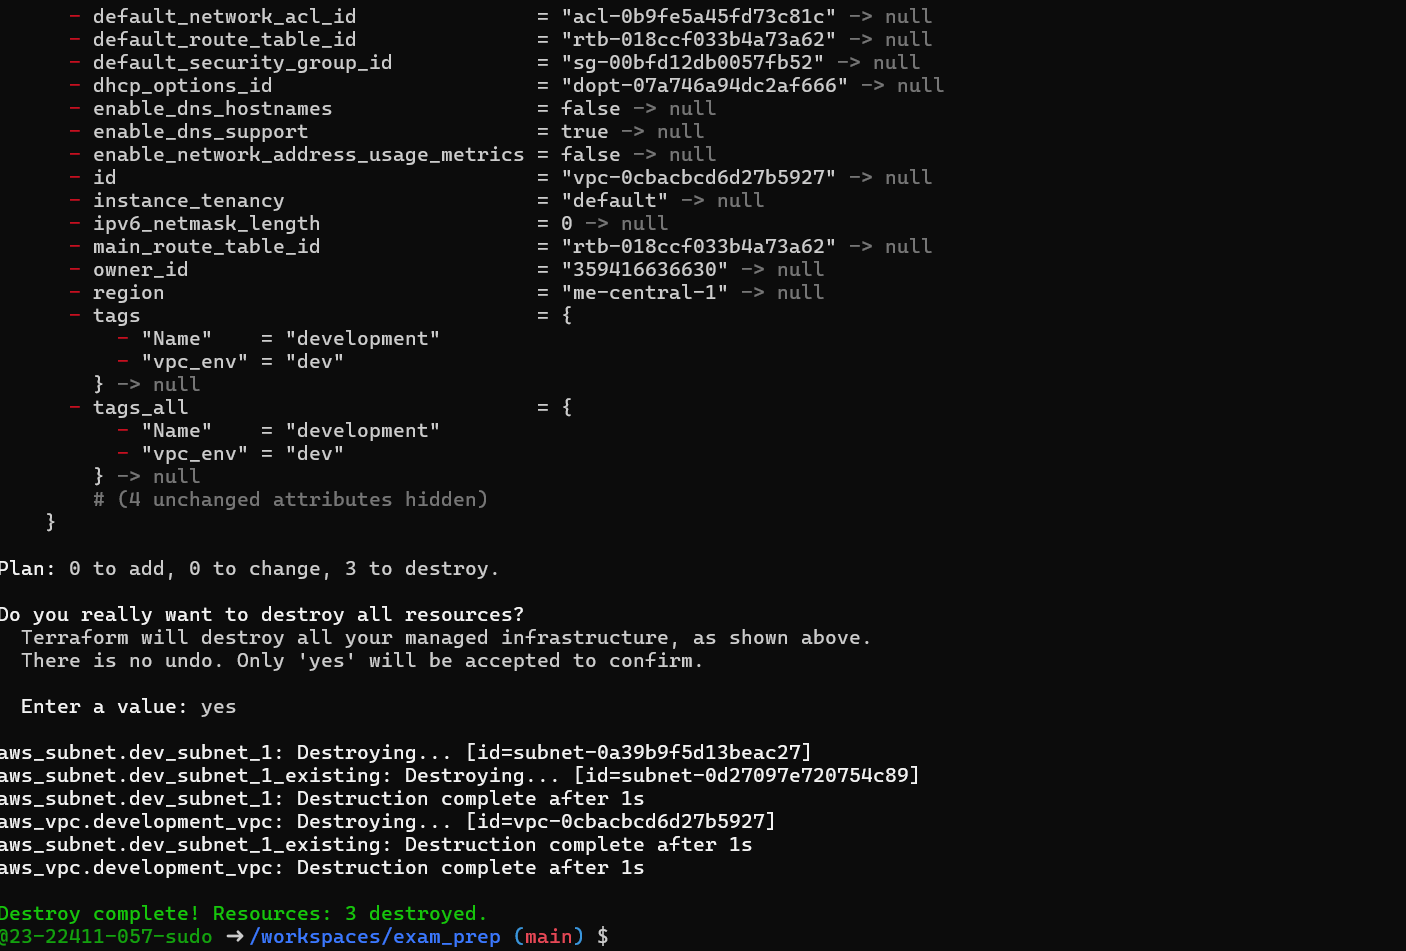 - default_network_acl_id               = "acl-0b9fe5a45fd73c81c" -> null
- default_route_table_id               = "rtb-018ccf033b4a73a62" -> null
- default_security_group_id            = "sg-00bfd12db0057fb52" -> null
- dhcp_options_id                      = "dopt-07a746a94dc2af666" -> null
- enable_dns_hostnames                 = false -> null
- enable_dns_support                   = true -> null
- enable_network_address_usage_metrics = false -> null
- id                                   = "vpc-0cbacbcd6d27b5927" -> null
- instance_tenancy                     = "default" -> null
- ipv6_netmask_length                  = 0 -> null
- main_route_table_id                  = "rtb-018ccf033b4a73a62" -> null
- owner_id                             = "359416636630" -> null
- region                               = "me-central-1" -> null
- tags                                 = {
    - "Name"    = "development"
    - "vpc_env" = "dev"
  } -> null
- tags_all                             = {
    - "Name"    = "development"
    - "vpc_env" = "dev"
  } -> null
  # (4 unchanged attributes hidden)
}
Plan: 0 to add, 0 to change, 3 to destroy.
Do you really want to destroy all resources?
  Terraform will destroy all your managed infrastructure, as shown above.
  There is no undo. Only 'yes' will be accepted to confirm.
  Enter a value: yes
aws_subnet.dev_subnet_1: Destroying... [id=subnet-0a39b9f5d13beac27]
aws_subnet.dev_subnet_1_existing: Destroying... [id=subnet-0d27097e720754c89]
aws_subnet.dev_subnet_1: Destruction complete after 1s
aws_vpc.development_vpc: Destroying... [id=vpc-0cbacbcd6d27b5927]
aws_subnet.dev_subnet_1_existing: Destruction complete after 1s
aws_vpc.development_vpc: Destruction complete after 1s
Destroy complete! Resources: 3 destroyed.
@23-22411-057-sudo ➜ /workspaces/exam_prep (main) $